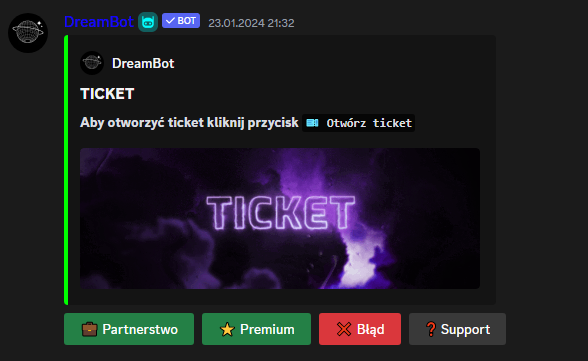 DreamBot BOT 23.01.2024 21:32
DreamBot
TICKET
Aby otworzyć ticket kliknij przycisk Otwórz ticket
TICKET
Partnerstwo Premium Błąd Support